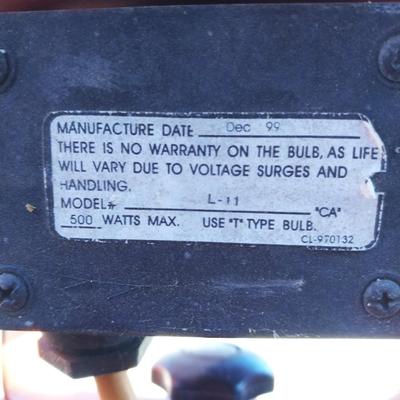 MANUFACTURE DATE Dec 99
THERE IS NO WARRANTY ON THE BULB, AS LIFE
WILL VARY DUE TO VOLTAGE SURGES AND
HANDLING.
MODEL# L-11 "CA"
500 WATTS MAX. USE "T" TYPE BULB.
CL-970132